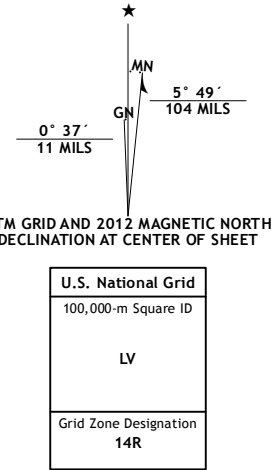 ★
MN
GN
5° 49´
104 MILS
0° 37´
11 MILS
TM GRID AND 2012 MAGNETIC NORTH
DECLINATION AT CENTER OF SHEET
U.S. National Grid
100,000-m Square ID
LV
Grid Zone Designation
14R